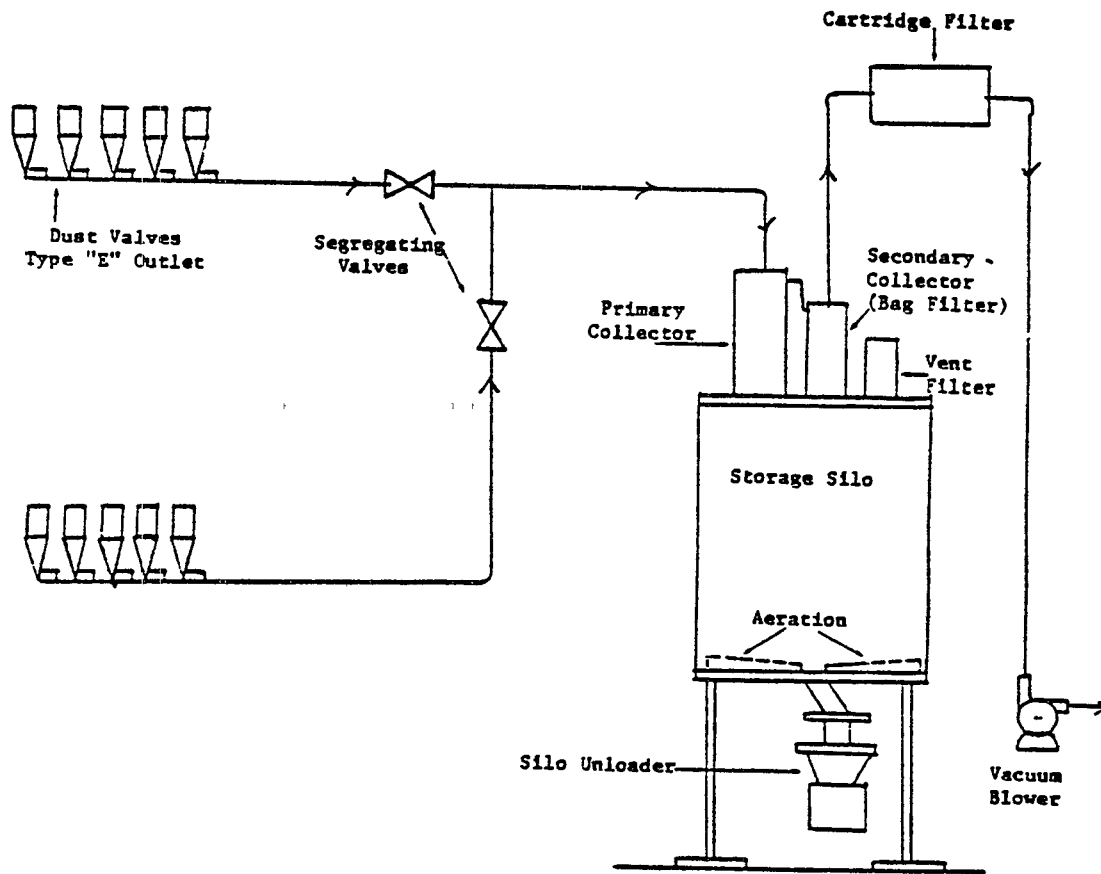 Cartridge Filter
Dust Valves
Type "E" Outlet
Segregating
Valves
Secondary -
Collector
(Bag Filter)
Primary
Collector
Vent
Filter
Storage Silo
Aeration
Silo Unloader
Vacuum
Blower